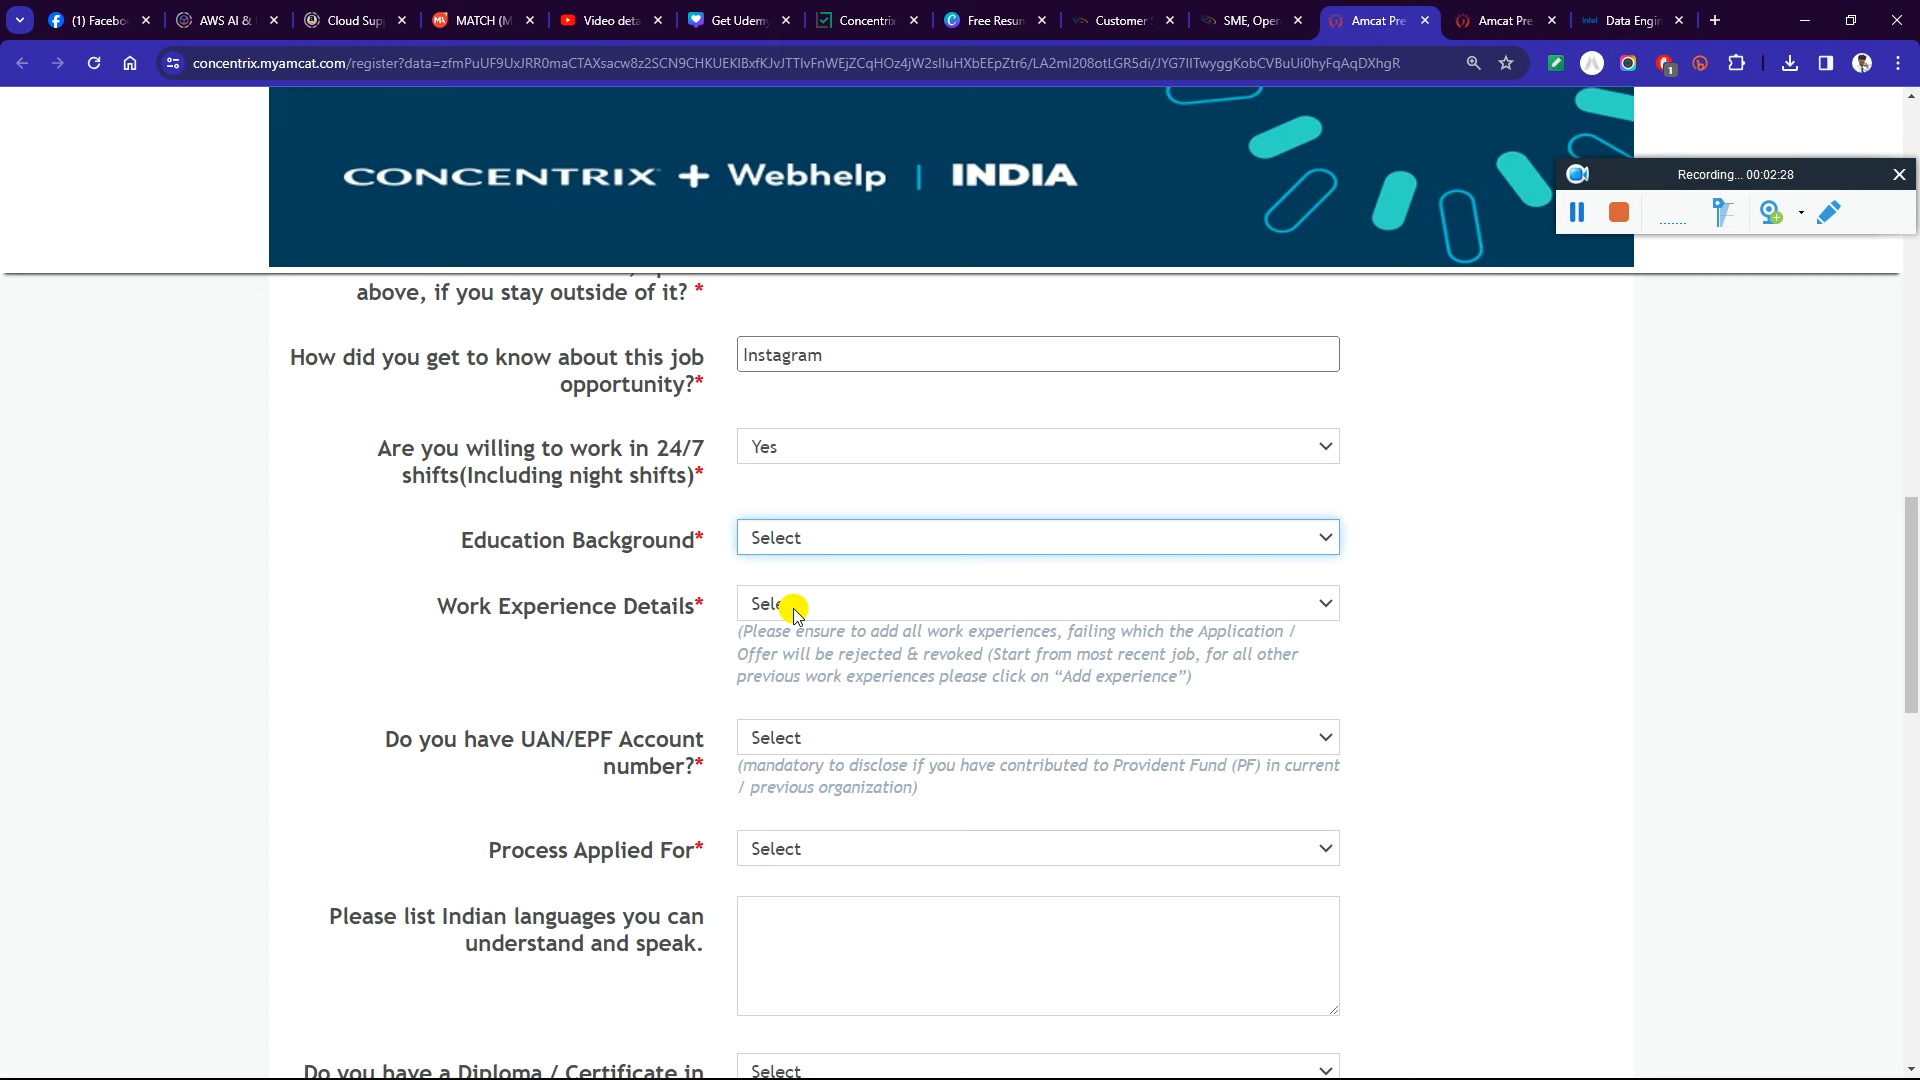 (1) Facebo
AWS AI &
Cloud Sup
MATCH (M
Video deta
Get Udem
Concentrix
Free Resum
Customer S
SME, Oper
Amcat Pre
Amcat Pre
intel Data Engin
concentrix.myamcat.com/register?data=
CONCENTRIX + Webhelp | INDIA
Recording... 00:02:28
above, if you stay outside of it? *
How did you get to know about this job
opportunity?*
Instagram
Are you willing to work in 24/7
shifts(Including night shifts)*
Yes
Education Background*
Select
Work Experience Details*
Sele
(Please ensure to add all work experiences, failing which the Application /
Offer will be rejected & revoked (Start from most recent job, for all other
previous work experiences please click on “Add experience”)
Do you have UAN/EPF Account
number?*
Select
(mandatory to disclose if you have contributed to Provident Fund (PF) in current
/ previous organization)
Process Applied For*
Select
Please list Indian languages you can
understand and speak.
Do you have a Diploma / Certificate in
Select